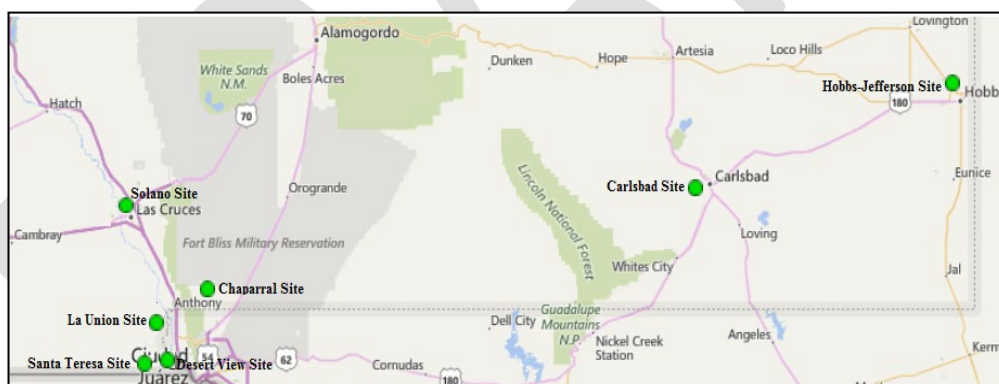 Alamogordo
Lovington
White Sands
N.M.
Boles Acres
Dunken
Hope
Artesia
Loco Hills
Hobbs-Jefferson Site
Hobb
Hatch
70
180
Solano Site
Las Cruces
Orogrande
Lincoln National Forest
Carlsbad Site
Carlsbad
Eunice
Cambray
Fort Bliss Military Reservation
Loving
Whites City
Jal
Chaparral Site
Anthony
La Union Site
Dell City
Guadalupe
Mountains
N.P.
Nickel Creek
Station
Angeles
Kerm
Santa Teresa Site
Ciudad
Juárez
54
Desert View Site
62
Cornudas
180